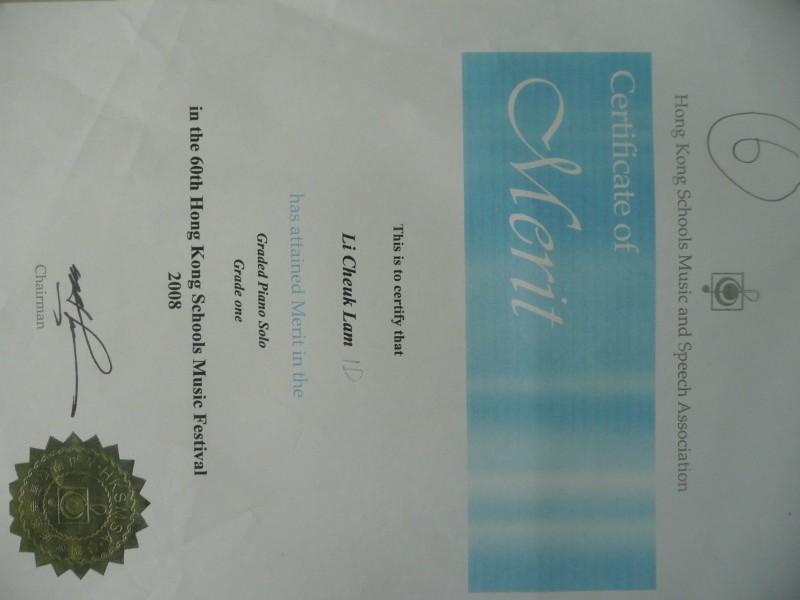 6
Hong Kong Schools Music and Speech Association
Certificate of
Merit
This is to certify that
Li Cheuk Lam 1D
has attained Merit in the
Graded Piano Solo
Grade one
in the 60th Hong Kong Schools Music Festival
2008
Chairman
HKSMSA